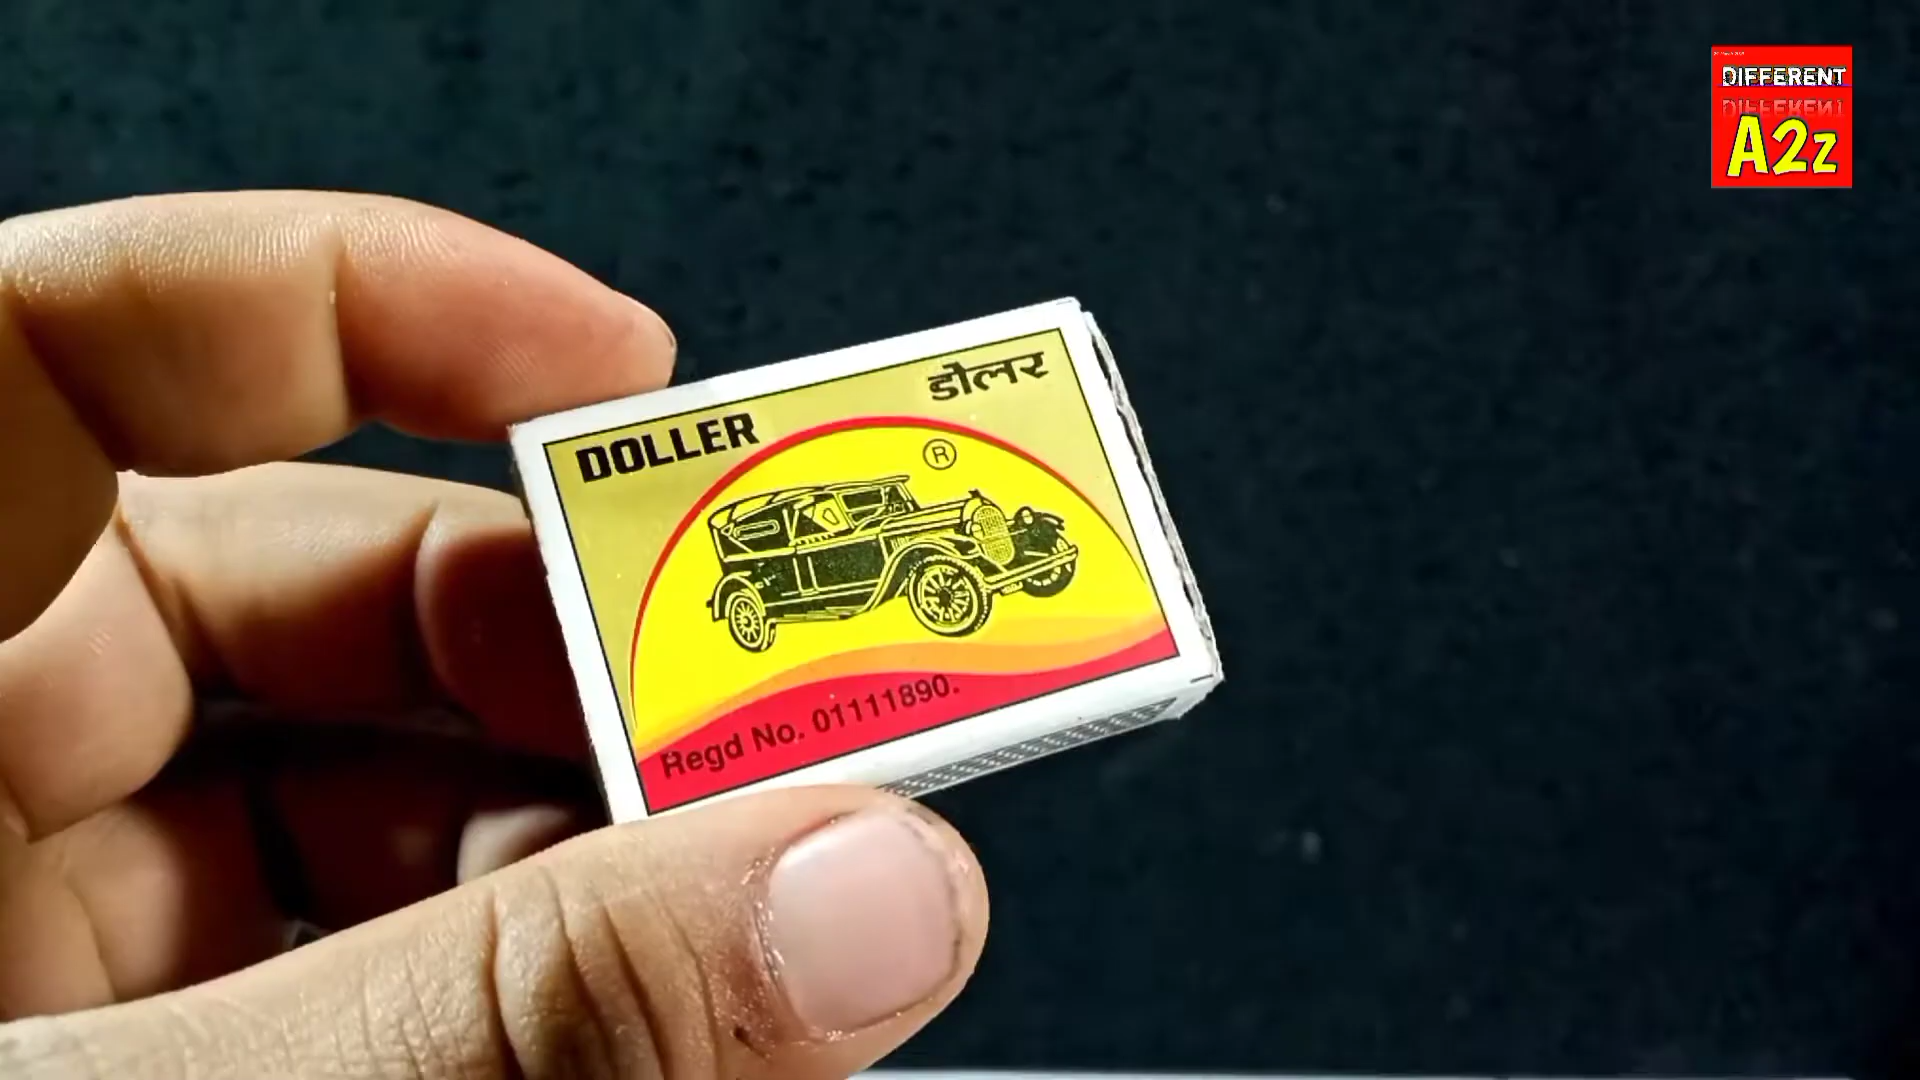 DIFFERENT
A2z
DOLLER
डोलर
®
Regd No. 01111890.